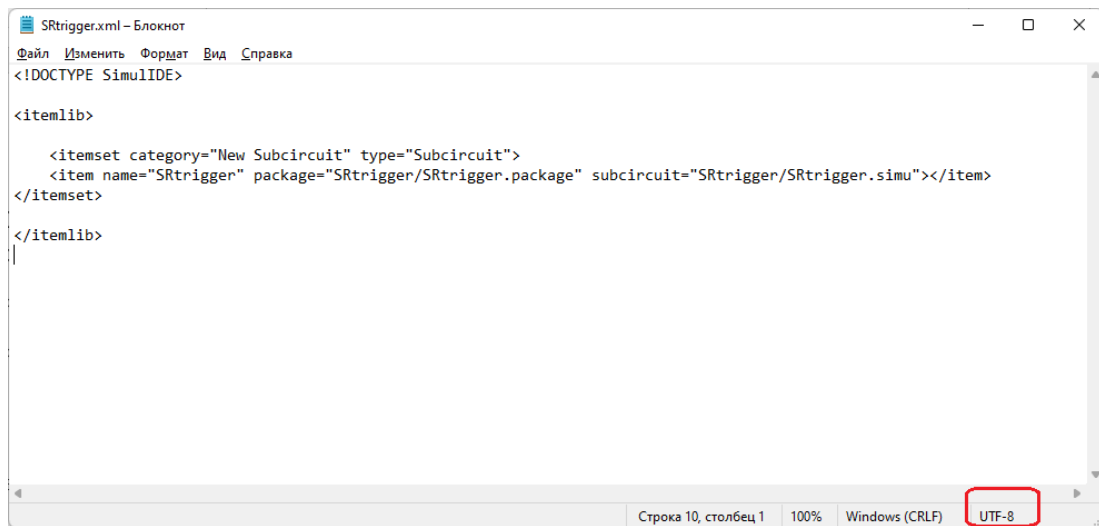 SRtrigger.xml – Блокнот
Файл Изменить Формат Вид Справка
<!DOCTYPE SimulIDE>
<itemlib>
<itemset category="New Subcircuit" type="Subcircuit">
<item name="SRtrigger" package="SRtrigger/SRtrigger.package" subcircuit="SRtrigger/SRtrigger.simu"></item>
</itemset>
</itemlib>
Строка 10, столбец 1 100% Windows (CRLF) UTF-8